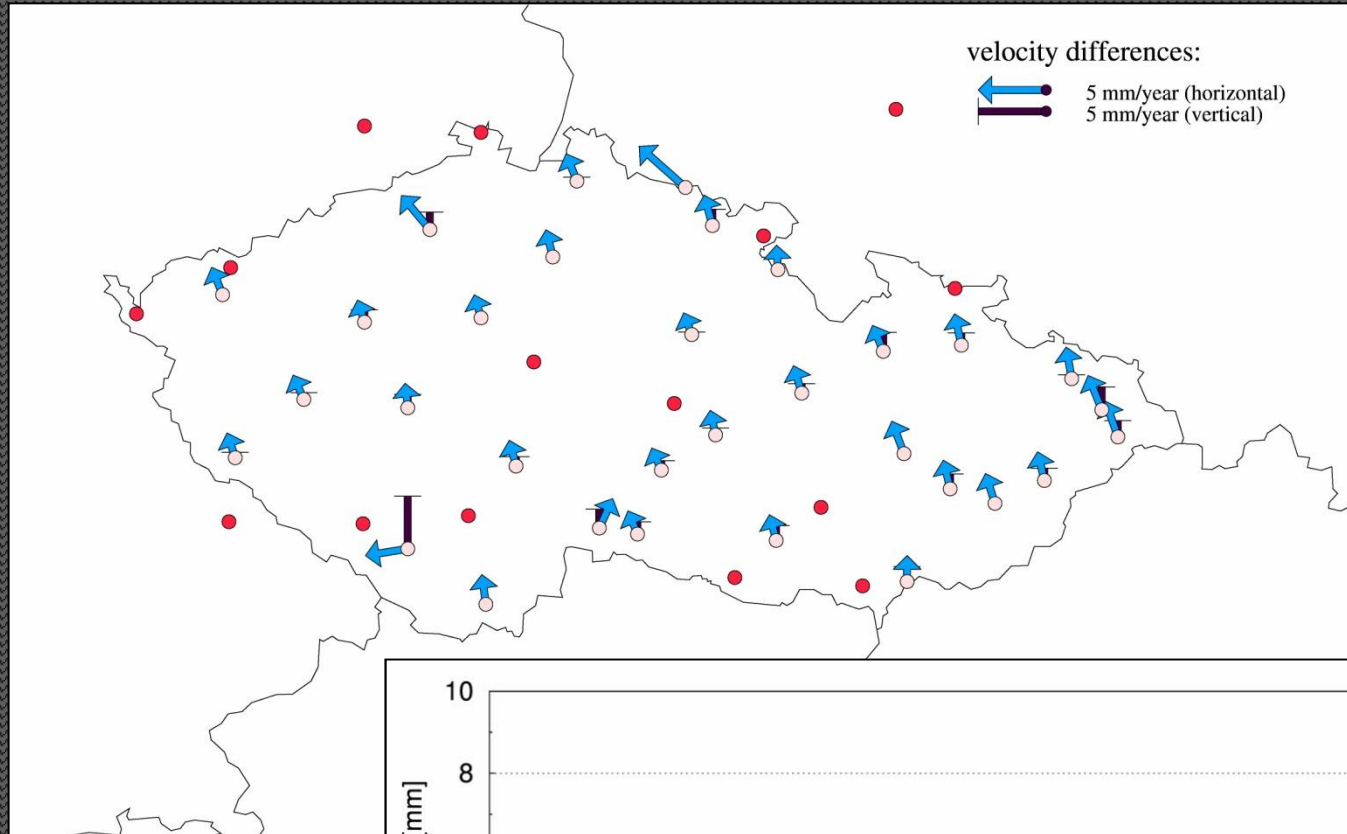 velocity differences:
5 mm/year (horizontal)
5 mm/year (vertical)
10
8
[mm]